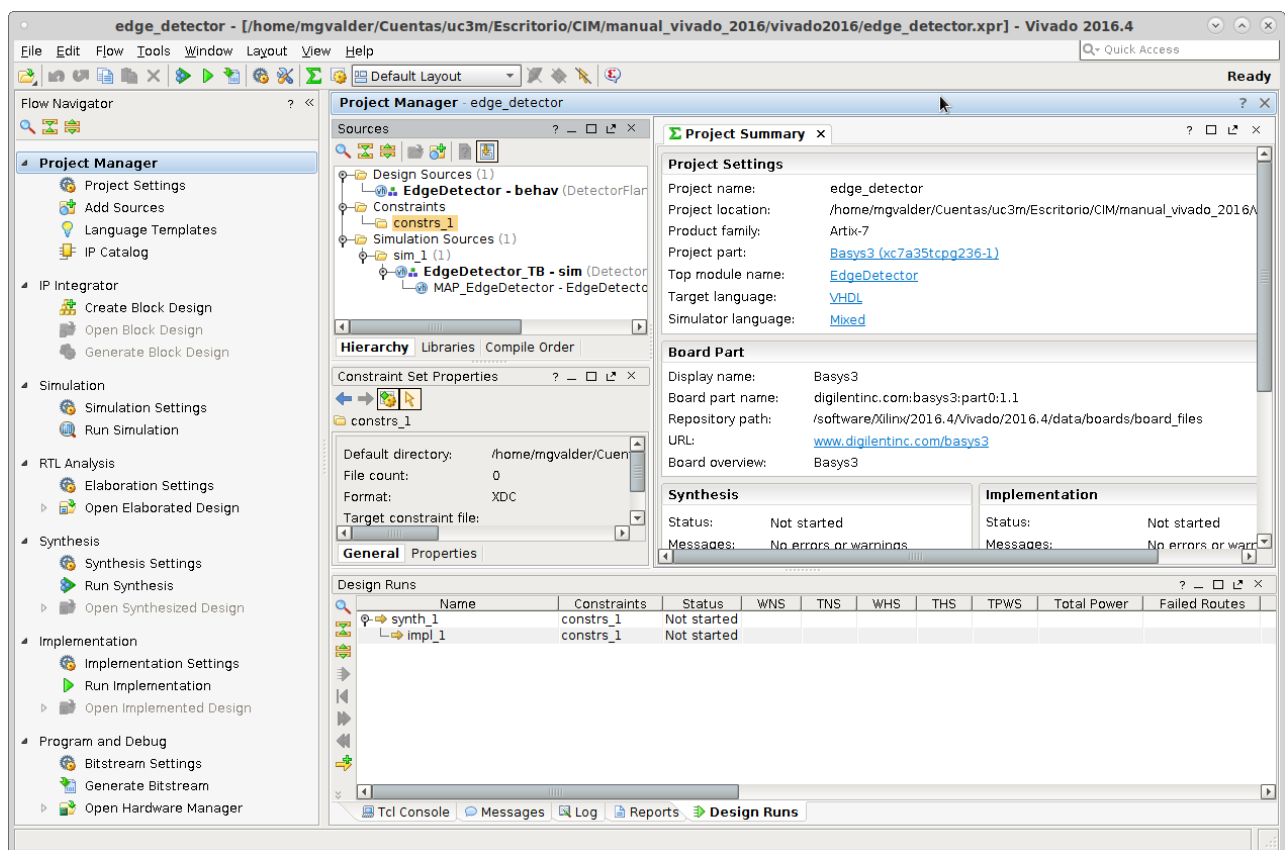 edge_detector - [/home/mgvalder/Cuentas/uc3m/Escritorio/CIM/manual_vivado_2016/vivado2016/edge_detector.xpr] - Vivado 2016.4
File Edit Flow Tools Window Layout View Help
Quick Access
Default Layout
Ready
Flow Navigator
Project Manager
Project Settings
Add Sources
Language Templates
IP Catalog
IP Integrator
Create Block Design
Open Block Design
Generate Block Design
Simulation
Simulation Settings
Run Simulation
RTL Analysis
Elaboration Settings
Open Elaborated Design
Synthesis
Synthesis Settings
Run Synthesis
Open Synthesized Design
Implementation
Implementation Settings
Run Implementation
Open Implemented Design
Program and Debug
Bitstream Settings
Generate Bitstream
Open Hardware Manager
Project Manager - edge_detector
Sources
Design Sources (1)
EdgeDetector - behav (DetectorFlan
Constraints
constrs_1
Simulation Sources (1)
sim_1 (1)
EdgeDetector_TB - sim (Detector
MAP_EdgeDetector - EdgeDetecto
Hierarchy Libraries Compile Order
Constraint Set Properties
constrs_1
Default directory: /home/mgvalder/Cuen
File count: 0
Format: XDC
Target constraint file:
General Properties
Σ Project Summary
Project Settings
Project name: edge_detector
Project location: /home/mgvalder/Cuentas/uc3m/Escritorio/CIM/manual_vivado_2016/
Product family: Artix-7
Project part: Basys3 (xc7a35tcpg236-1)
Top module name: EdgeDetector
Target language: VHDL
Simulator language: Mixed
Board Part
Display name: Basys3
Board part name: digilentinc.com:basys3:part0:1.1
Repository path: /software/Xilinx/2016.4/Vivado/2016.4/data/boards/board_files
URL: www.digilentinc.com/basys3
Board overview: Basys3
Synthesis
Status: Not started
Messages: No errors or warnings
Implementation
Status: Not started
Messages: No errors or warn
Design Runs
Name Constraints Status WNS TNS WHS THS TPWS Total Power Failed Routes
synth_1 constrs_1 Not started
impl_1 constrs_1 Not started
Tcl Console Messages Log Reports Design Runs